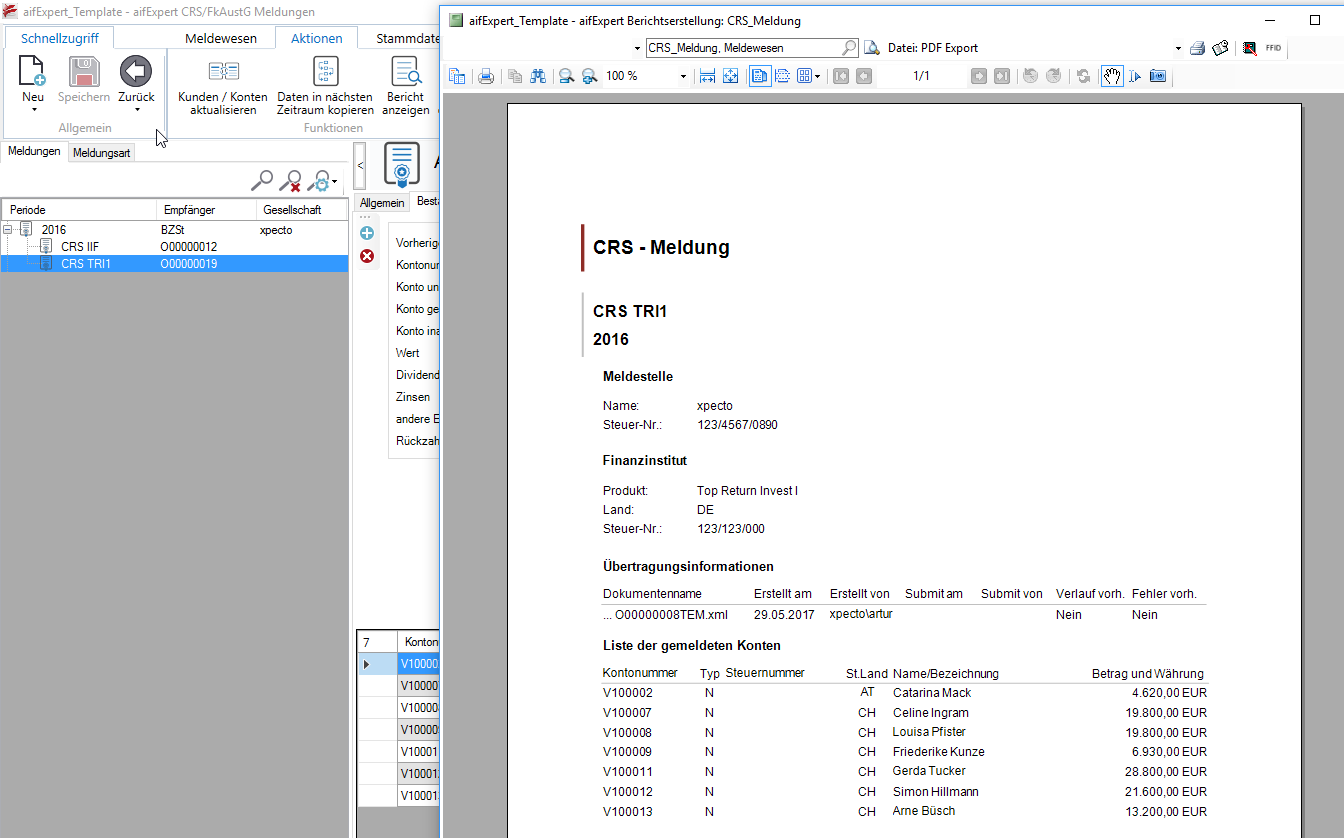 aifExpert_Template - aifExpert CRS/FkAustG Meldungen
Schnellzugriff Meldewesen Aktionen Stammdate
Neu Speichern Zurück Kunden / Konten aktualisieren Daten in nächsten Zeitraum kopieren Bericht anzeigen
Allgemein Funktionen
Meldungen Meldungsart
Periode Empfänger Gesellschaft
2016 BZSt xpecto
CRS IIF O00000012
CRS TRI1 O00000019
<
A
Allgemein Besta
Vorherig
Kontonur
Konto un
Konto ge
Konto ina
Wert
Dividend
Zinsen
andere E
Rückzah
7 Konton
V10000
V10000
V10000
V10000
V10001
V10001
V10001
aifExpert_Template - aifExpert Berichtserstellung: CRS_Meldung
CRS_Meldung, Meldewesen Datei: PDF Export FFID
100 % 1/1
CRS - Meldung
CRS TRI1
2016
Meldestelle
Name: xpecto
Steuer-Nr.: 123/4567/0890
Finanzinstitut
Produkt: Top Return Invest I
Land: DE
Steuer-Nr.: 123/123/000
Übertragungsinformationen
Dokumentenname Erstellt am Erstellt von Submit am Submit von Verlauf vorh. Fehler vorh.
... O00000008TEM.xml 29.05.2017 xpecto\artur Nein Nein
Liste der gemeldeten Konten
Kontonummer Typ Steuernummer St.Land Name/Bezeichnung Betrag und Währung
V100002 N AT Catarina Mack 4.620,00 EUR
V100007 N CH Celine Ingram 19.800,00 EUR
V100008 N CH Louisa Pfister 19.800,00 EUR
V100009 N CH Friederike Kunze 6.930,00 EUR
V100011 N CH Gerda Tucker 28.800,00 EUR
V100012 N CH Simon Hillmann 21.600,00 EUR
V100013 N CH Arne Büsch 13.200,00 EUR